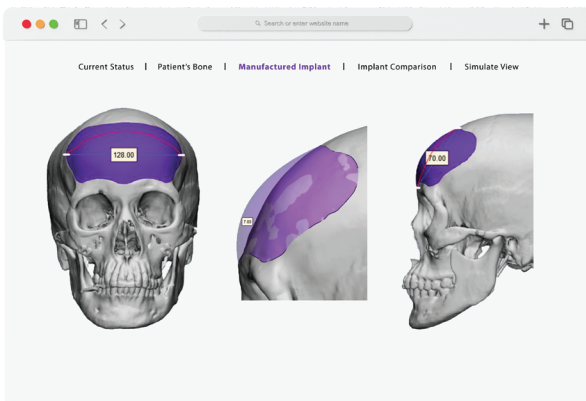 Search or enter website name
Current Status | Patient's Bone | Manufactured Implant | Implant Comparison | Simulate View
128.00
70.00